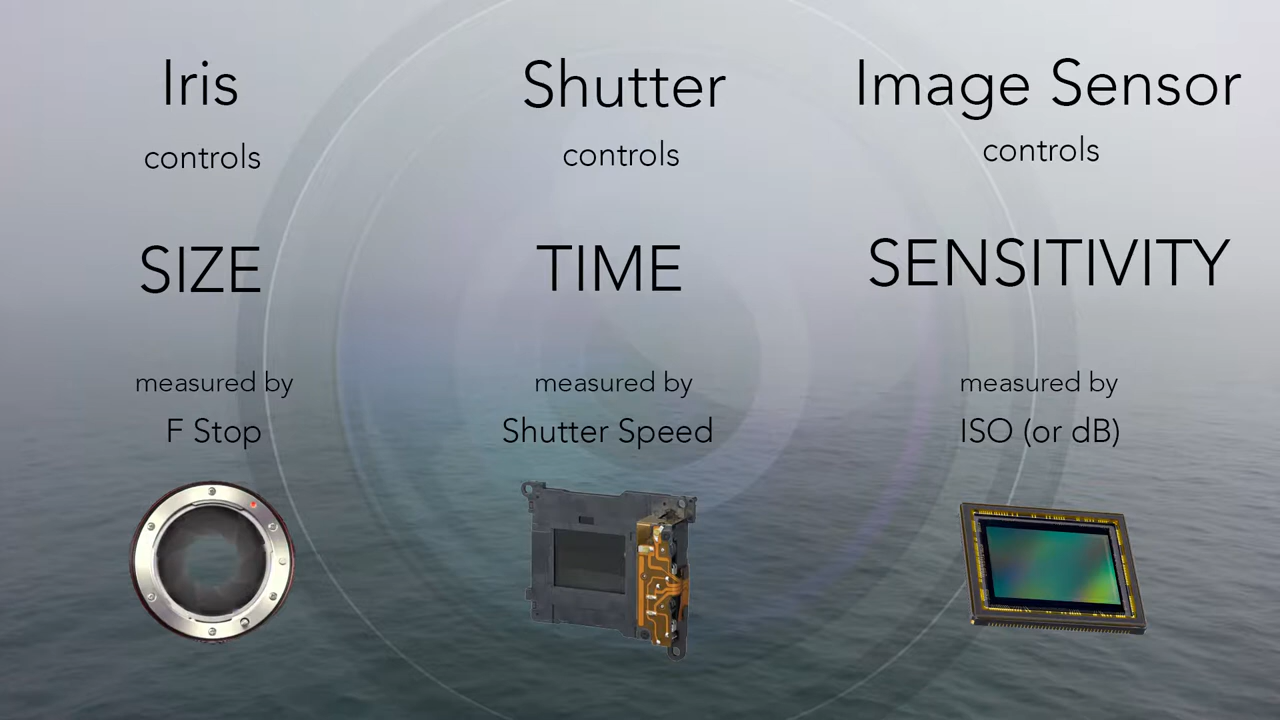 Iris
controls
SIZE
measured by
F Stop
Shutter
controls
TIME
measured by
Shutter Speed
Image Sensor
controls
SENSITIVITY
measured by
ISO (or dB)